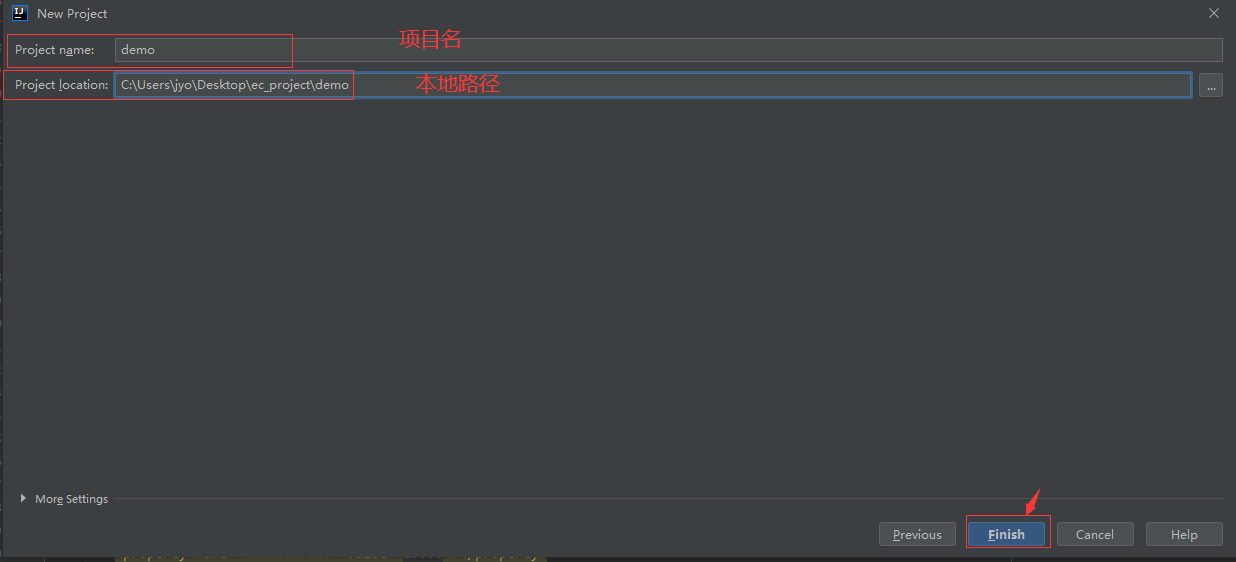 New Project
Project name: demo 项目名
Project location: C:\Users\jyo\Desktop\ec_project\demo 本地路径 ...
More Settings
Previous Finish Cancel Help